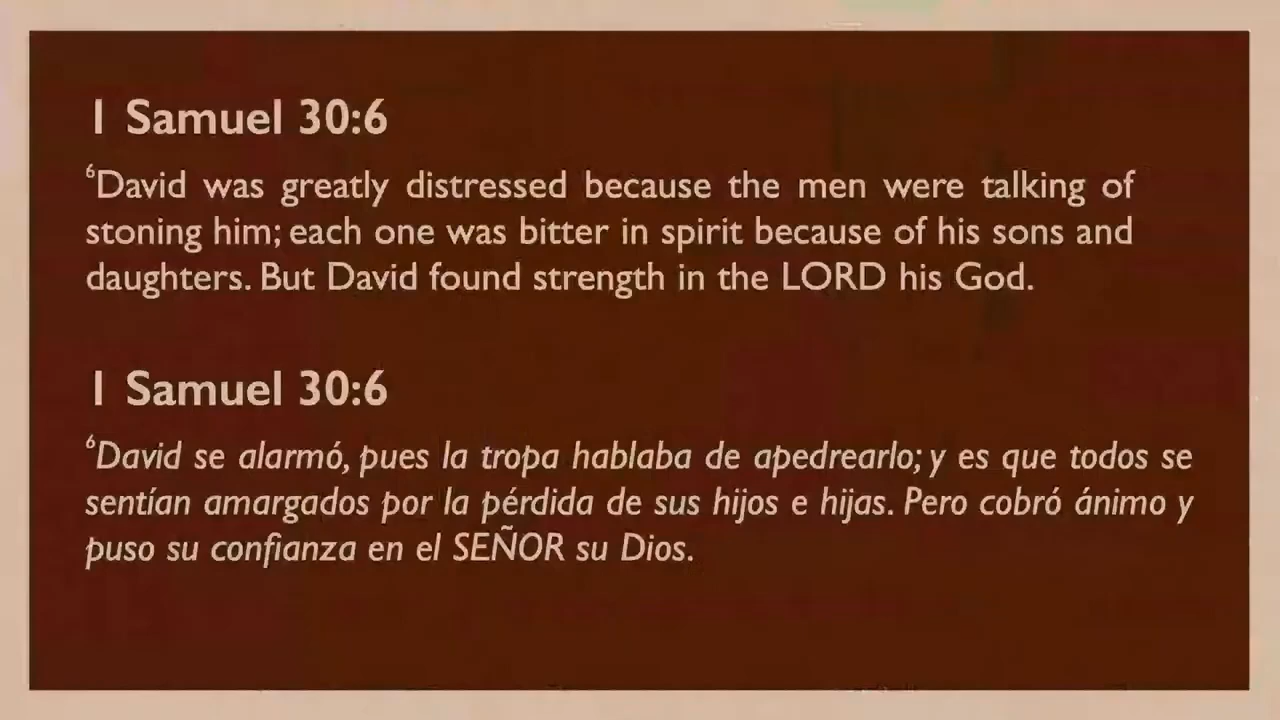 1 Samuel 30:6
⁶David was greatly distressed because the men were talking of
stoning him; each one was bitter in spirit because of his sons and
daughters. But David found strength in the LORD his God.
1 Samuel 30:6
⁶David se alarmó, pues la tropa hablaba de apedrearlo; y es que todos se
sentían amargados por la pérdida de sus hijos e hijas. Pero cobró ánimo y
puso su confianza en el SEÑOR su Dios.